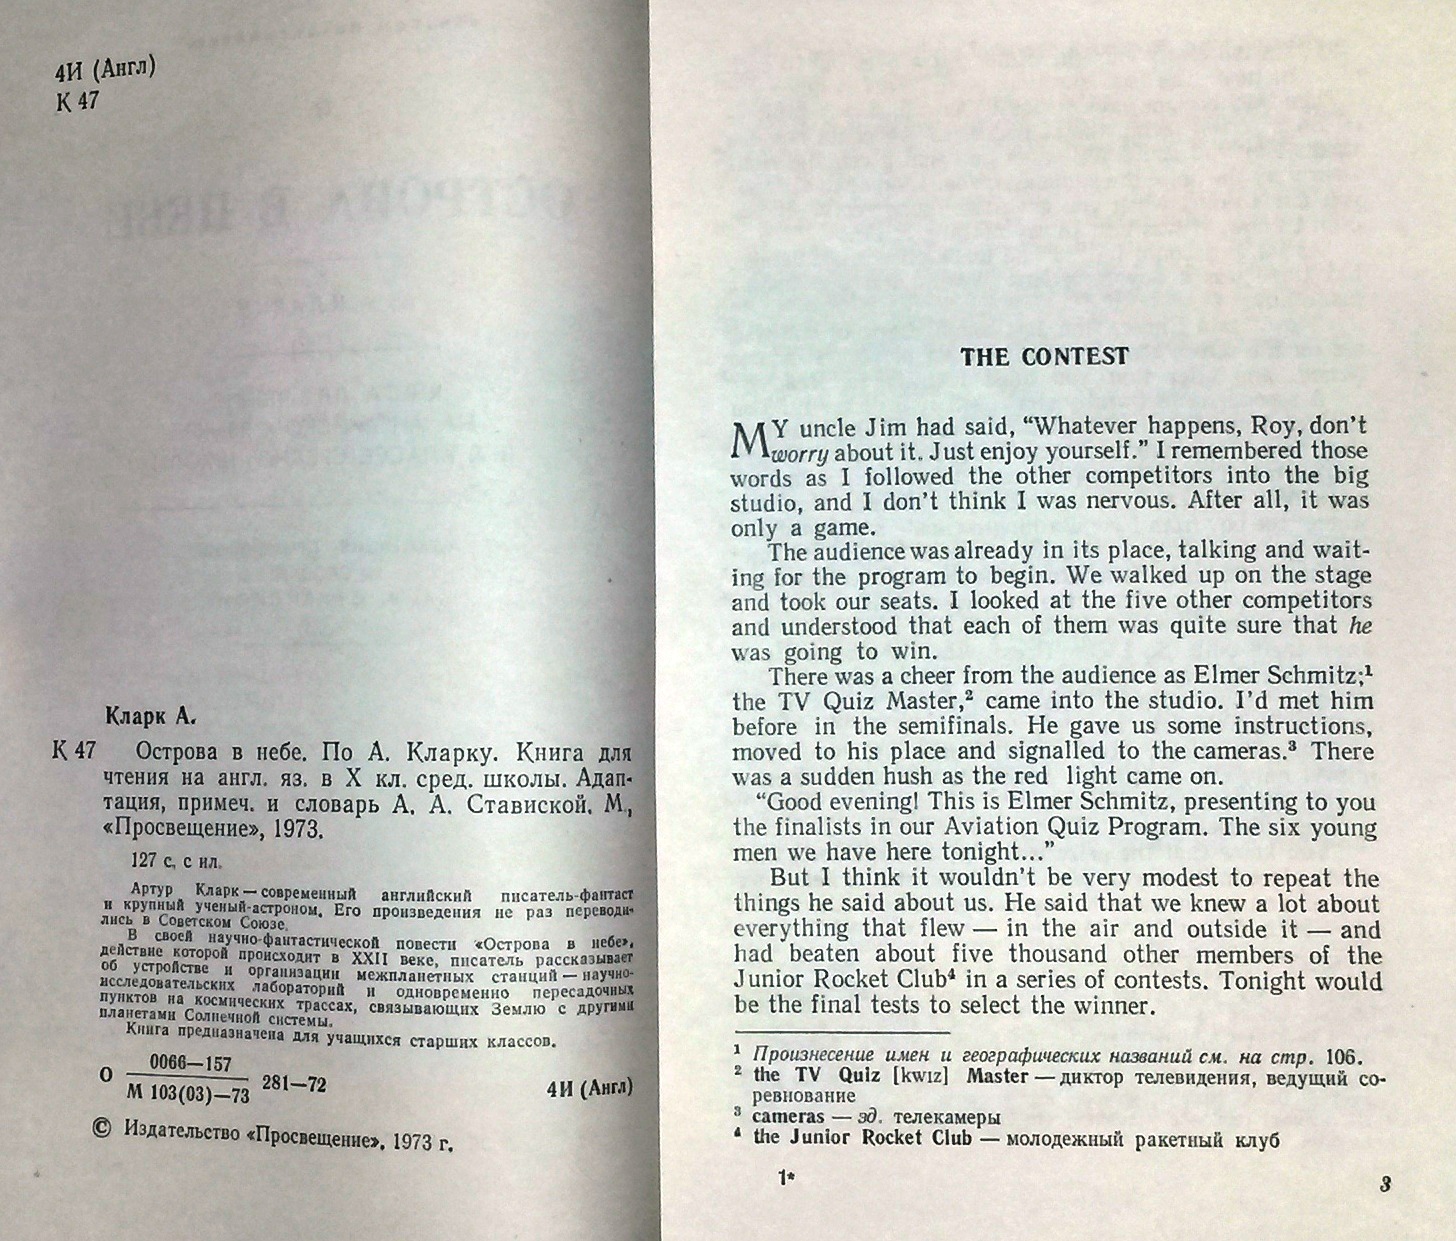 4И (Англ)
К 47
Кларк А.
К 47 Острова в небе. По А. Кларку. Книга для
чтения на англ. яз. в X кл. сред. школы. Адап-
тация, примеч. и словарь А. А. Ставиской. М.,
«Просвещение», 1973.
127 с. с ил.
Артур Кларк — современный английский писатель-фантаст
и крупный ученый-астроном. Его произведения не раз переводи-
лись в Советском Союзе.
В своей научно-фантастической повести «Острова в небе»,
действие которой происходит в XXII веке, писатель рассказывает
об устройстве и организации межпланетных станций — научно-
исследовательских лабораторий и одновременно пересадочных
пунктов на космических трассах, связывающих Землю с другими
планетами Солнечной системы.
Книга предназначена для учащихся старших классов.
О 0066—157
М 103(03)—73 281—72 4И (Англ)
© Издательство «Просвещение», 1973 г.
THE CONTEST
MY uncle Jim had said, “Whatever happens, Roy, don’t
worry about it. Just enjoy yourself.” I remembered those
words as I followed the other competitors into the big
studio, and I don’t think I was nervous. After all, it was
only a game.
The audience was already in its place, talking and wait-
ing for the program to begin. We walked up on the stage
and took our seats. I looked at the five other competitors
and understood that each of them was quite sure that he
was going to win.
There was a cheer from the audience as Elmer Schmitz;¹
the TV Quiz Master,² came into the studio. I’d met him
before in the semifinals. He gave us some instructions,
moved to his place and signalled to the cameras.³ There
was a sudden hush as the red light came on.
“Good evening! This is Elmer Schmitz, presenting to you
the finalists in our Aviation Quiz Program. The six young
men we have here tonight...”
But I think it wouldn’t be very modest to repeat the
things he said about us. He said that we knew a lot about
everything that flew — in the air and outside it — and
had beaten about five thousand other members of the
Junior Rocket Club⁴ in a series of contests. Tonight would
be the final tests to select the winner.
¹ Произнесение имен и географических названий см. на стр. 106.
² the TV Quiz [kwɪz] Master — диктор телевидения, ведущий со-
ревнование
³ cameras — зд. телекамеры
⁴ the Junior Rocket Club — молодежный ракетный клуб
1*
3